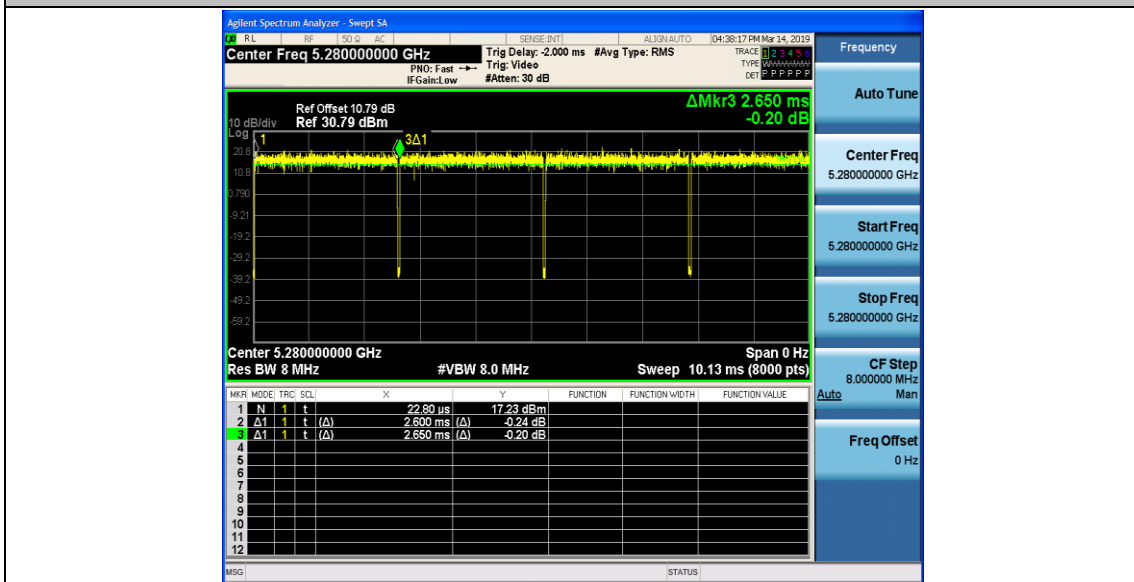 Agilent Spectrum Analyzer - Swept SA
RL RF 50 Ω AC SENSE:INT ALIGN AUTO 04:38:17 PM Mar 14, 2019
Center Freq 5.280000000 GHz
PNO: Fast
IFGain:Low
Trig Delay: -2.000 ms
Trig: Video
#Atten: 30 dB
#Avg Type: RMS
TRACE 1 2 3 4 5 6
TYPE WWWWWW
DET P P P P P P
Ref Offset 10.79 dB
10 dB/div Ref 30.79 dBm
ΔMkr3 2.650 ms
-0.20 dB
Log
1
3Δ1
20.8
10.8
0.790
-9.21
-19.2
-29.2
-39.2
-49.2
-59.2
Center 5.280000000 GHz Span 0 Hz
Res BW 8 MHz #VBW 8.0 MHz Sweep 10.13 ms (8000 pts)
MKR MODE TRC SCL X Y FUNCTION FUNCTION WIDTH FUNCTION VALUE
1 N 1 t 22.80 µs 17.23 dBm
2 Δ1 1 t (Δ) 2.600 ms (Δ) -0.24 dB
3 Δ1 1 t (Δ) 2.650 ms (Δ) -0.20 dB
4
5
6
7
8
9
10
11
12
MSG STATUS
Frequency
Auto Tune
Center Freq
5.280000000 GHz
Start Freq
5.280000000 GHz
Stop Freq
5.280000000 GHz
CF Step
8.000000 MHz
Auto Man
Freq Offset
0 Hz